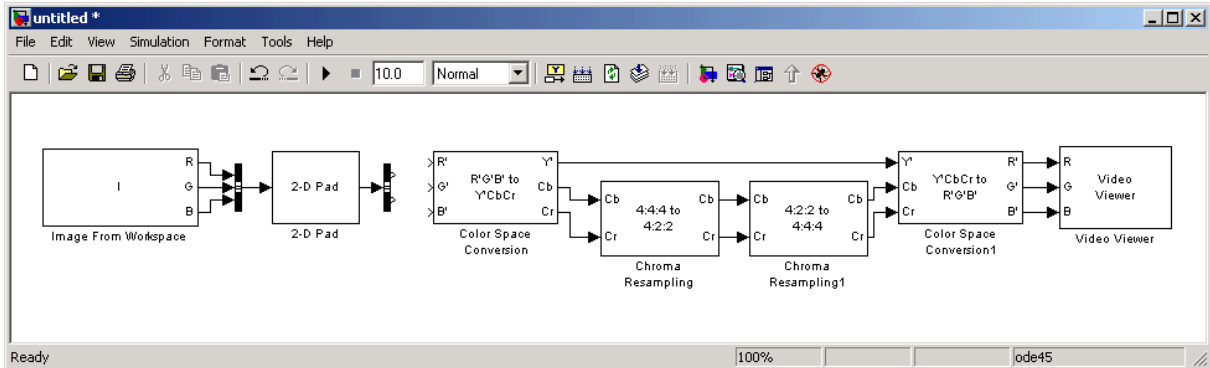 untitled *
File Edit View Simulation Format Tools Help
10.0 Normal
I R G B
Image From Workspace
2-D Pad
2-D Pad
R' G' B' R'G'B' to Y'CbCr Y' Cb Cr
Color Space
Conversion
Cb Cr 4:4:4 to
4:2:2 Cb Cr
Chroma
Resampling
Cb Cr 4:2:2 to
4:4:4 Cb Cr
Chroma
Resampling1
Y' Cb Cr Y'CbCr to
R'G'B' R' G' B'
Color Space
Conversion1
R G B Video
Viewer
Video Viewer
Ready 100% ode45